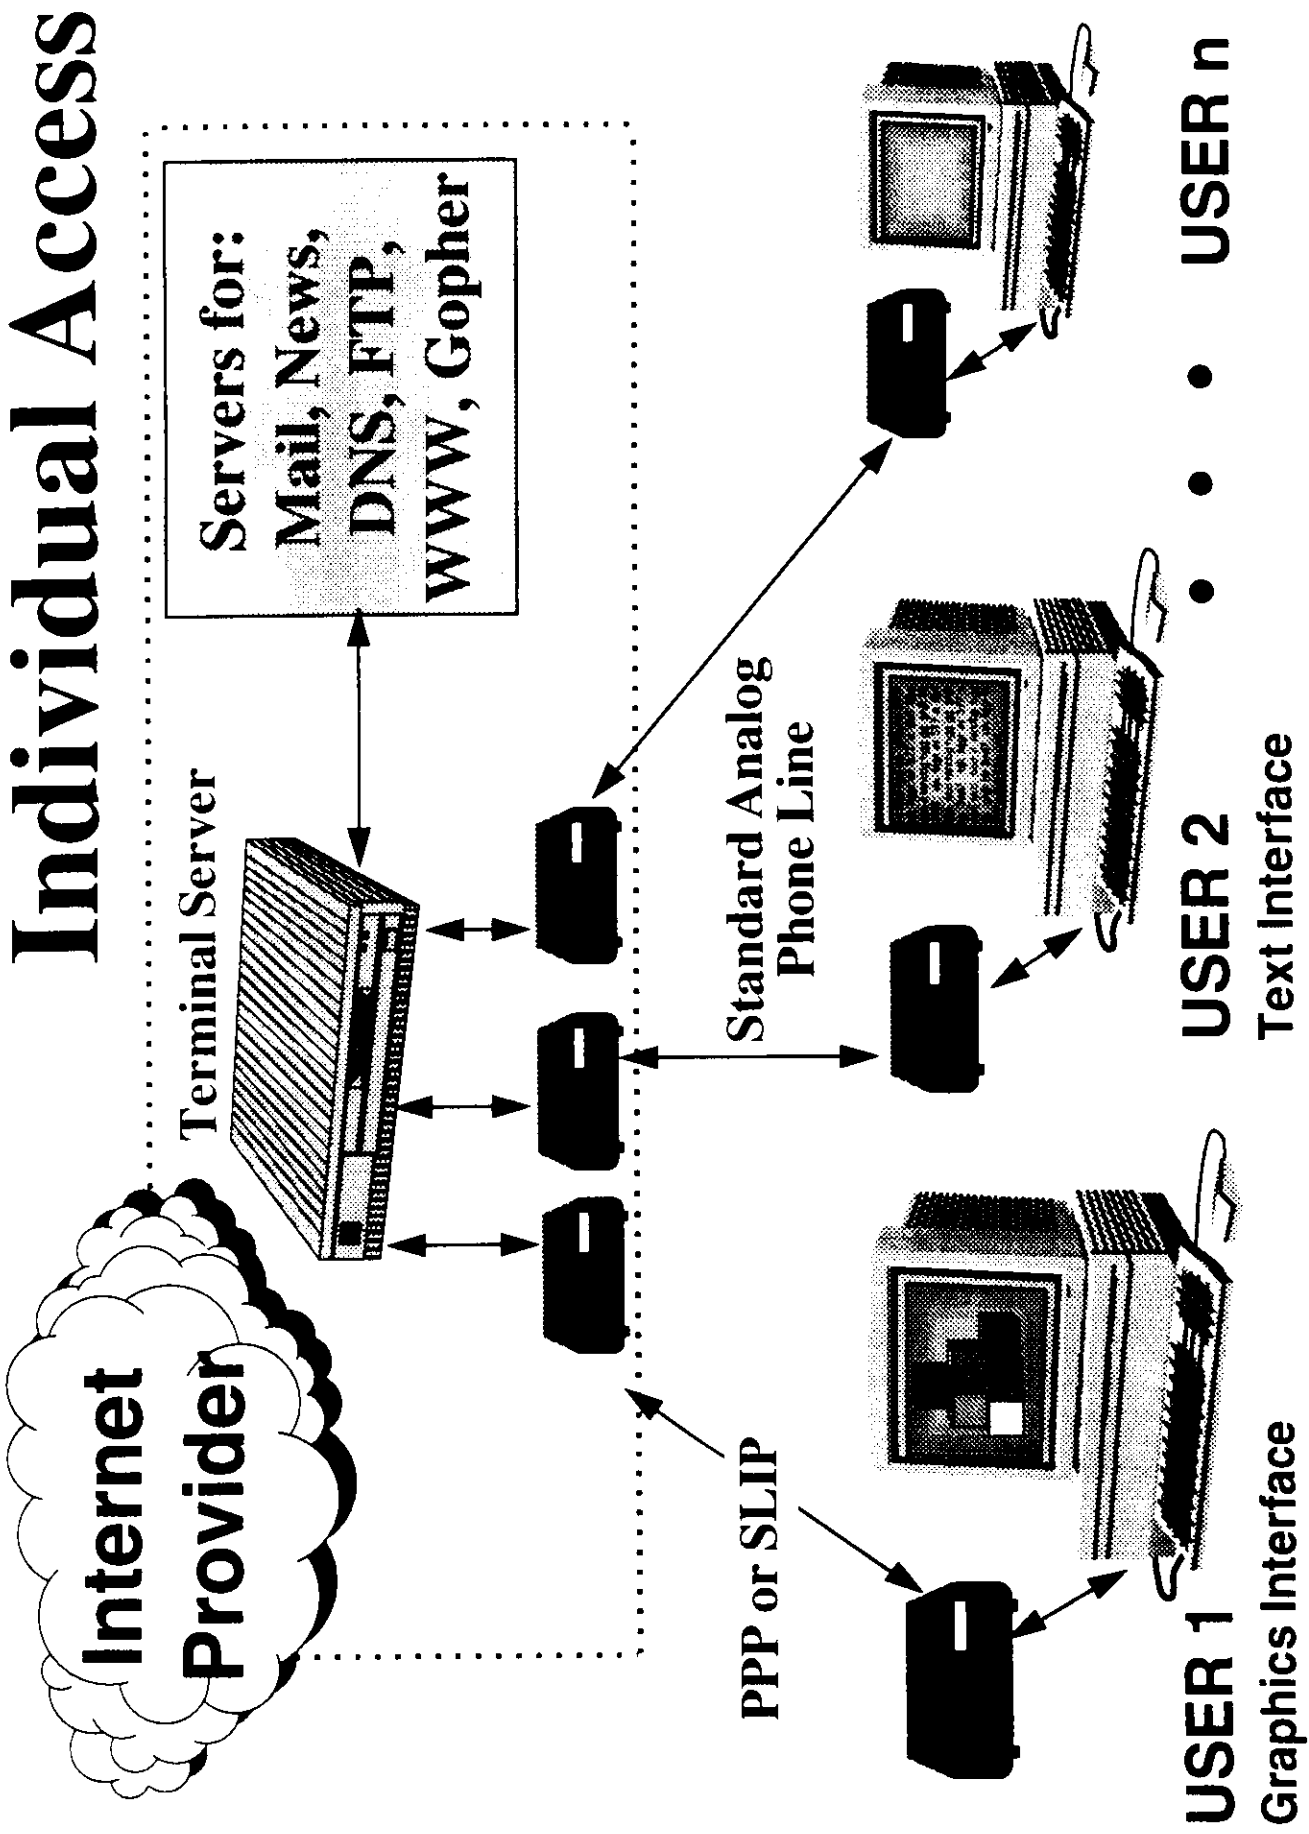 Individual Access
Internet
Provider
Terminal Server
Servers for:
Mail, News,
DNS, FTP,
WWW, Gopher
PPP or SLIP
Standard Analog
Phone Line
USER 1
Graphics Interface
USER 2
Text Interface
USER n